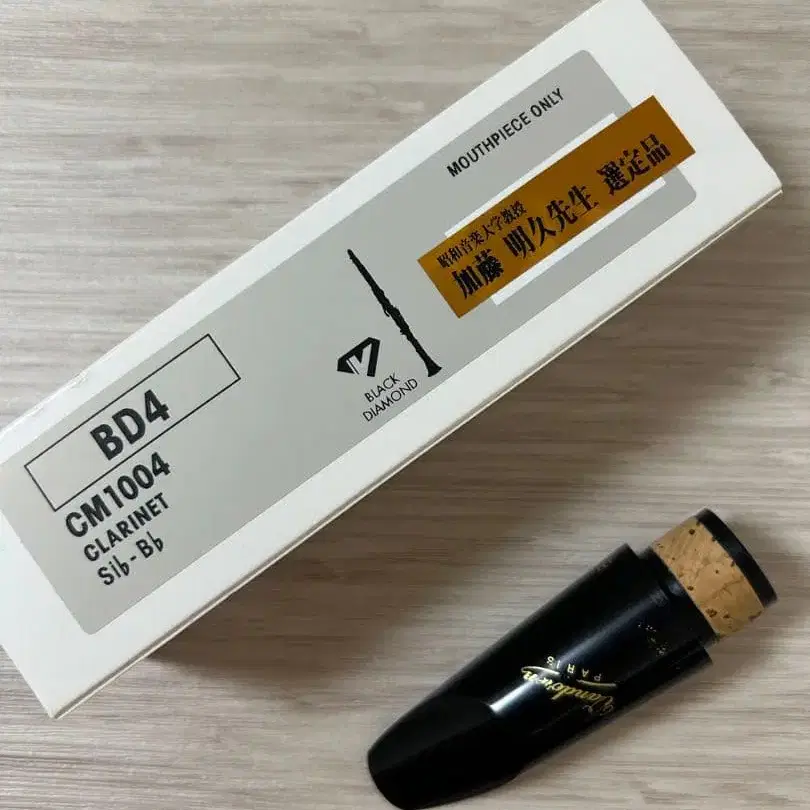 MOUTHPIECE ONLY
昭和音楽大学教授
加藤 明久先生 選定品
BLACK
DIAMOND
BD4
CM1004
CLARINET
Si♭-B♭
Vandoren
PARIS